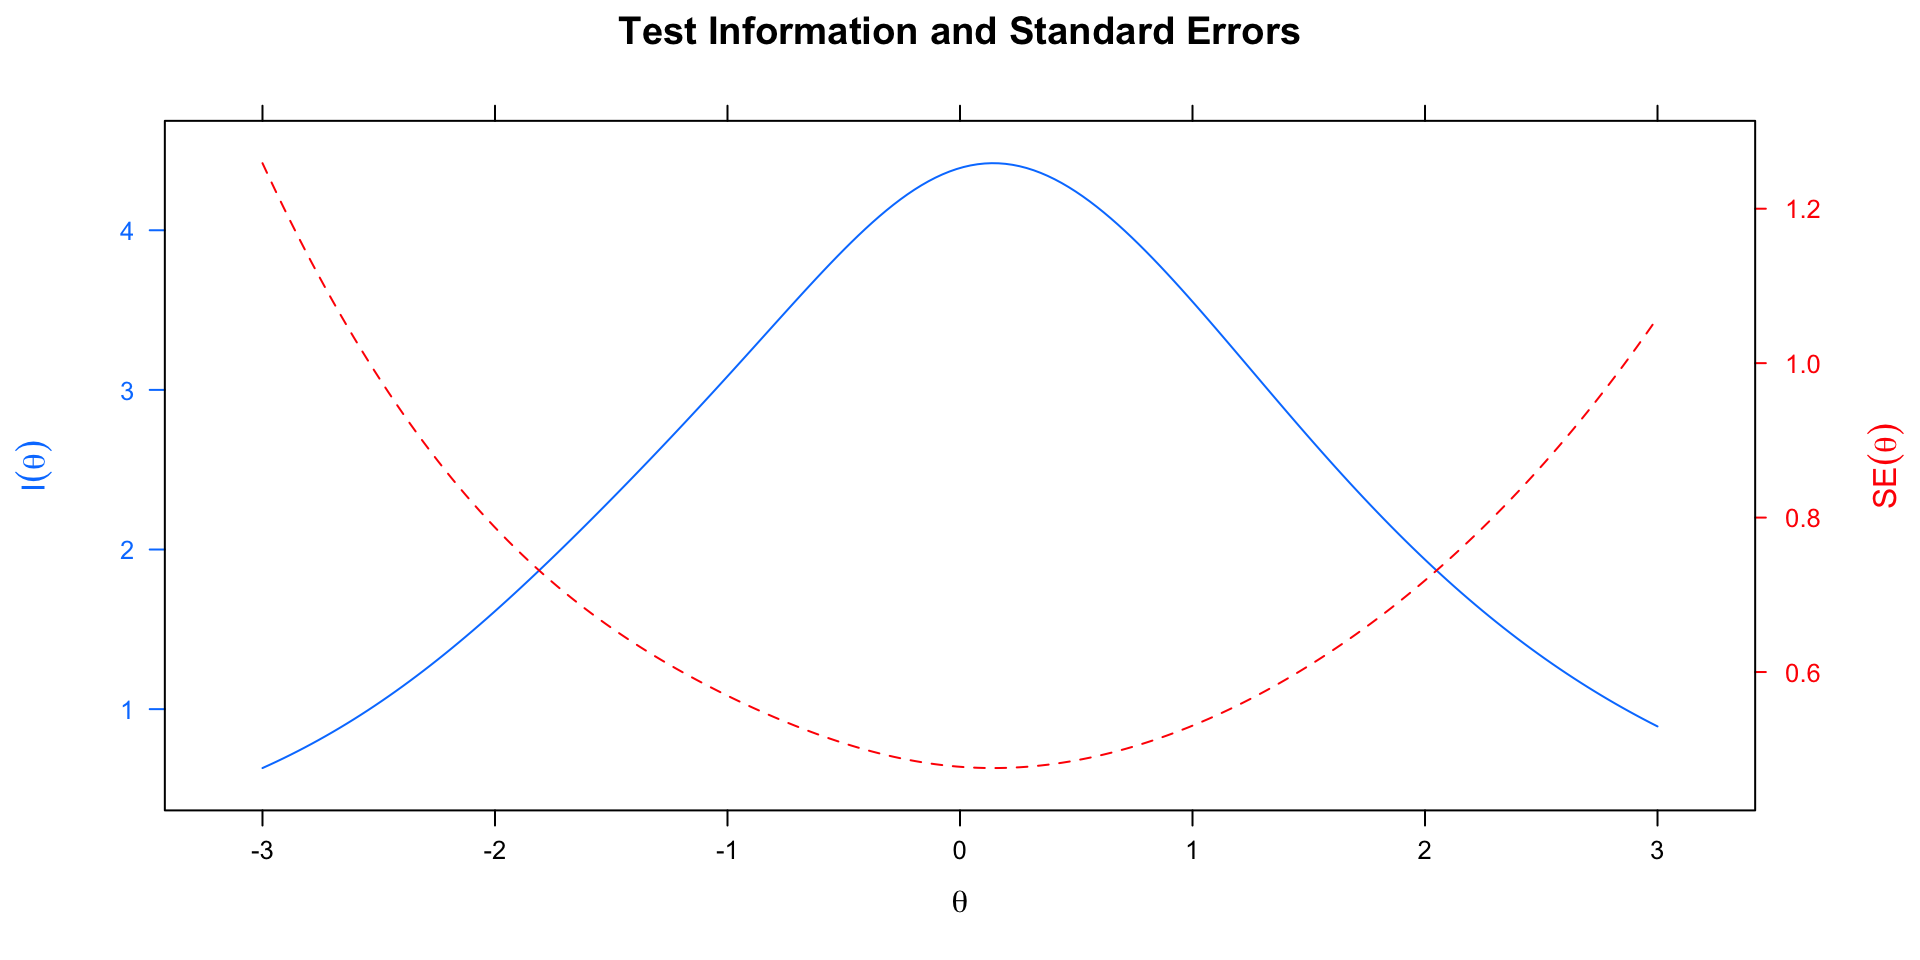 Test Information and Standard Errors
4
3
2
1
I(θ)
1.2
1.0
0.8
0.6
SE(θ)
-3 -2 -1 0 1 2 3
θ